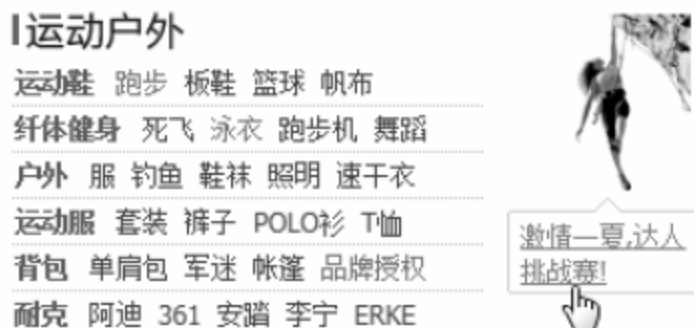 运动户外
运动鞋 跑步 板鞋 篮球 帆布
纤体健身 死飞 泳衣 跑步机 舞蹈
户外 服 钓鱼 鞋袜 照明 速干衣
运动服 套装 裤子 POLO衫 T恤
背包 单肩包 军迷 帐篷 品牌授权
耐克 阿迪 361 安踏 李宁 ERKE
激情一夏,达人
挑战赛!